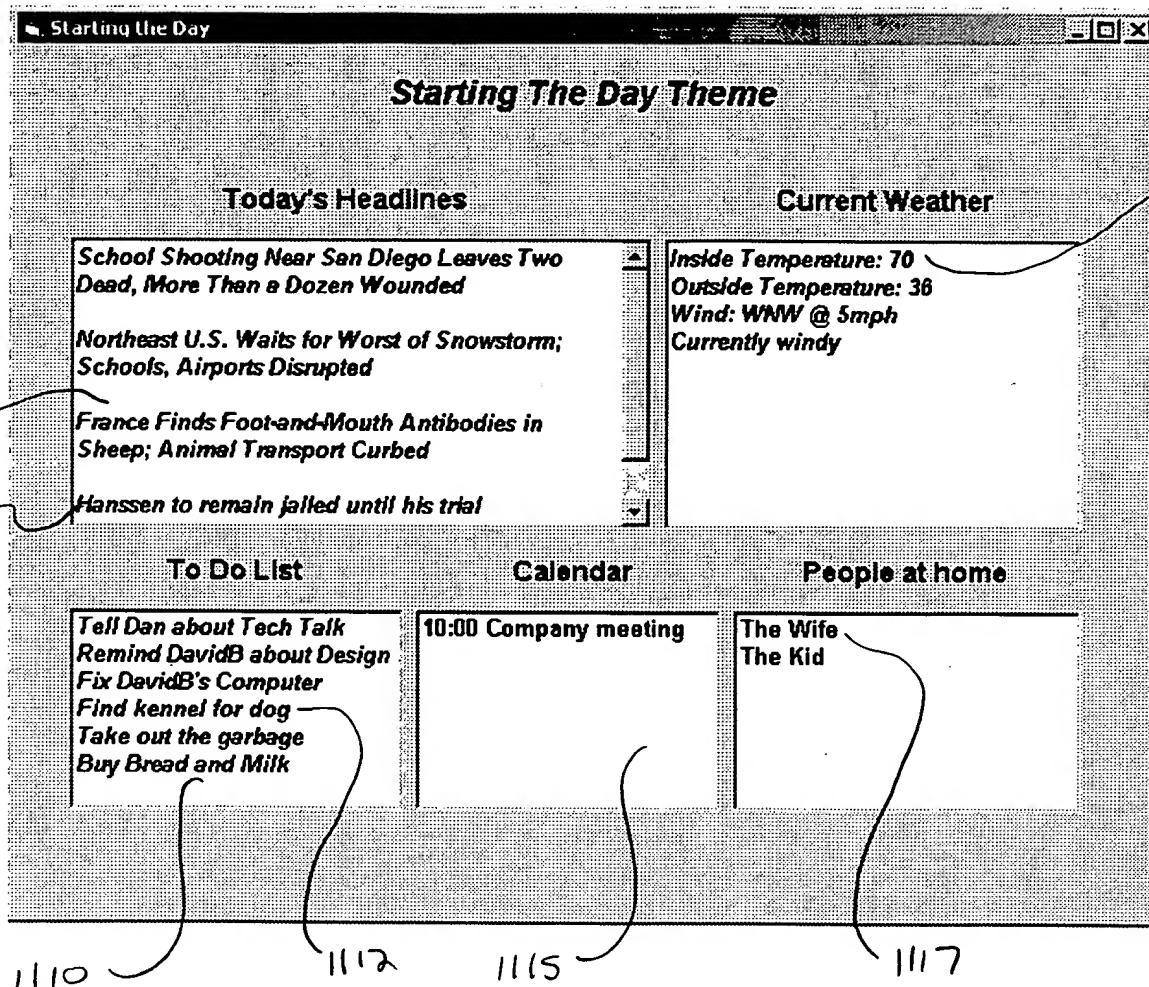 Starting the Day
Starting The Day Theme
Today's Headlines
Current Weather
School Shooting Near San Diego Leaves Two
Dead, More Than a Dozen Wounded
Northeast U.S. Waits for Worst of Snowstorm;
Schools, Airports Disrupted
France Finds Foot-and-Mouth Antibodies in
Sheep; Animal Transport Curbed
Hanssen to remain jailed until his trial
Inside Temperature: 70
Outside Temperature: 36
Wind: WNW @ 5mph
Currently windy
To Do List
Calendar
People at home
Tell Dan about Tech Talk
Remind DavidB about Design
Fix DavidB's Computer
Find kennel for dog
Take out the garbage
Buy Bread and Milk
10:00 Company meeting
The Wife
The Kid
1110
1112
1115
1117